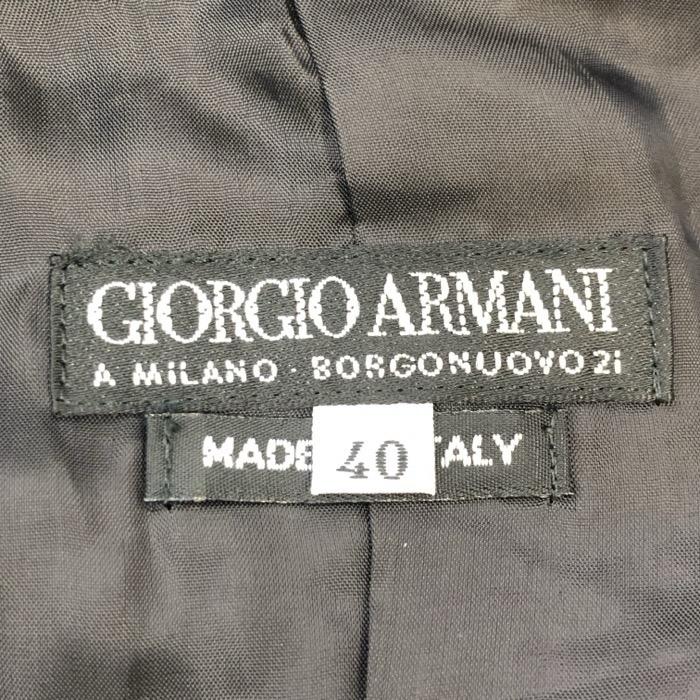 GIORGIO ARMANI
A MILANO · BORGONUOVO 21
MADE 40 TALY